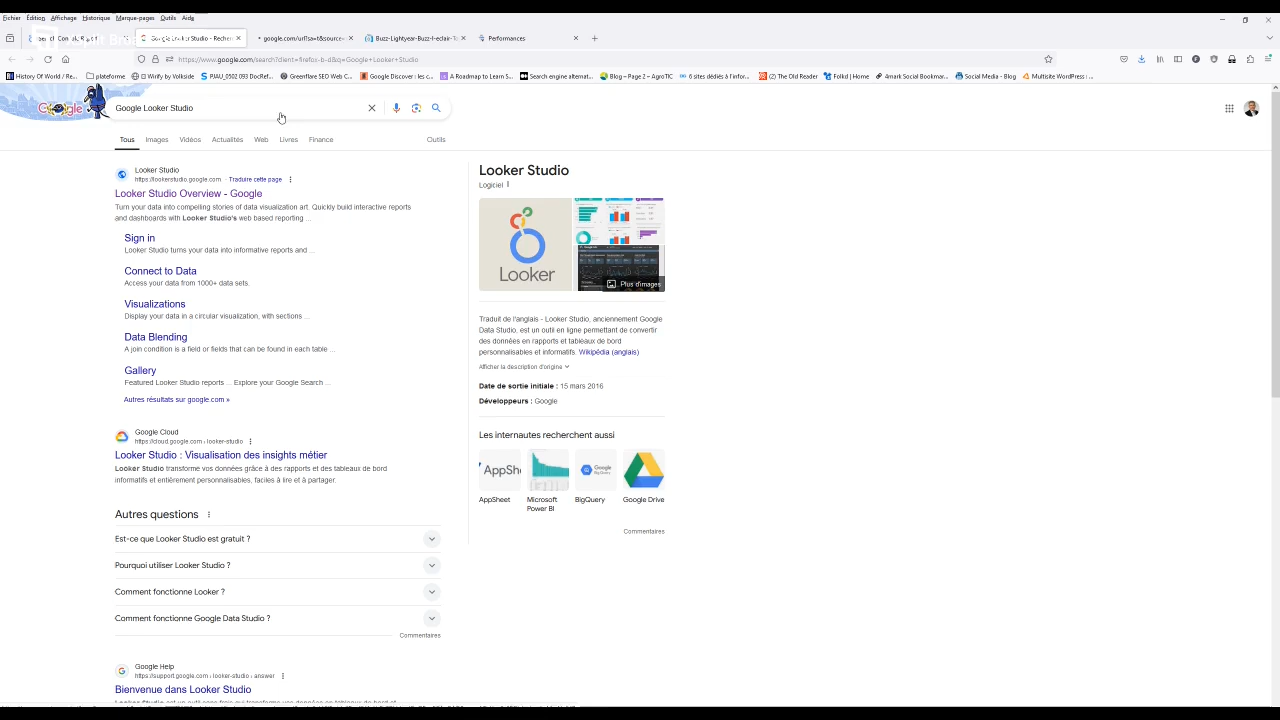 Fichier Édition Affichage Historique Marque-pages Outils Aide
Google Looker Studio - Recher
google.com/url?sa=t&source=
Buzz-Lightyear-Buzz-l-eclair-To
Performances
https://www.google.com/search?client=firefox-b-d&q=Google+Looker+Studio
History Of World / Re...
plateforme
Wirify by Volkside
PJAU_0502 093 DocRef...
Greenflare SEO Web C...
Google Discover : les c...
A Roadmap to Learn S...
Search engine alternat...
Blog – Page 2 – AgroTIC
6 sites dédiés à l'infor...
(2) The Old Reader
Folkd | Home
4mark Social Bookmar...
Social Media - Blog
Multisite WordPress : ...
Google
Google Looker Studio
Tous Images Vidéos Actualités Web Livres Finance Outils
Looker Studio
https://lookerstudio.google.com · Traduire cette page
Looker Studio Overview - Google
Turn your data into compelling stories of data visualization art. Quickly build interactive reports
and dashboards with Looker Studio's web based reporting ...
Sign in
Looker Studio turns your data into informative reports and ...
Connect to Data
Access your data from 1000+ data sets.
Visualizations
Display your data in a circular visualization, with sections ...
Data Blending
A join condition is a field or fields that can be found in each table ...
Gallery
Featured Looker Studio reports ... Explore your Google Search ...
Autres résultats sur google.com »
Google Cloud
https://cloud.google.com › looker-studio
Looker Studio : Visualisation des insights métier
Looker Studio transforme vos données grâce à des rapports et des tableaux de bord
informatifs et entièrement personnalisables, faciles à lire et à partager.
Autres questions
Est-ce que Looker Studio est gratuit ?
Pourquoi utiliser Looker Studio ?
Comment fonctionne Looker ?
Comment fonctionne Google Data Studio ?
Commentaires
Google Help
https://support.google.com › looker-studio › answer
Bienvenue dans Looker Studio
Looker Studio
Logiciel
Looker
Plus d'images
Traduit de l'anglais - Looker Studio, anciennement Google
Data Studio, est un outil en ligne permettant de convertir
des données en rapports et tableaux de bord
personnalisables et informatifs. Wikipédia (anglais)
Afficher la description d'origine
Date de sortie initiale : 15 mars 2016
Développeurs : Google
Les internautes recherchent aussi
AppShe
Google
BigQuery
AppSheet
Microsoft
Power BI
BigQuery
Google Drive
Commentaires